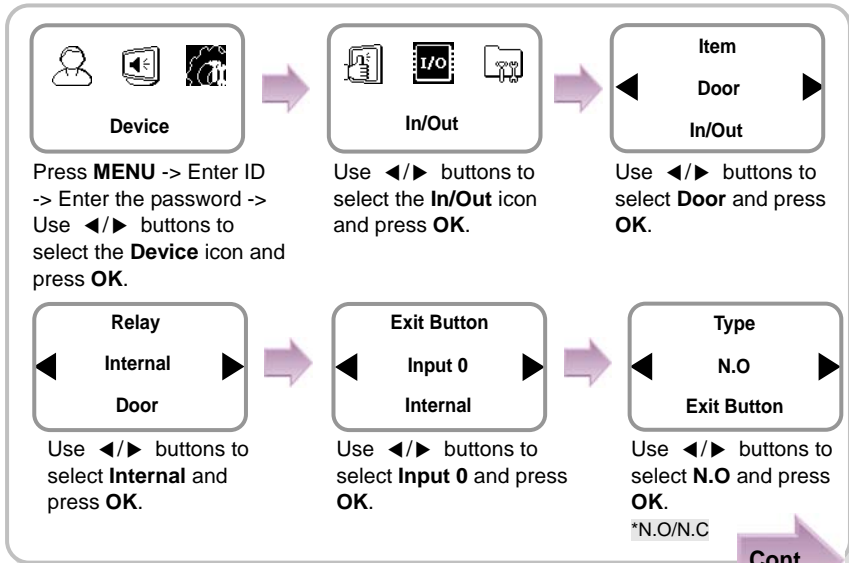 I/O
Device
In/Out
Item
Door
In/Out
Press MENU -> Enter ID
-> Enter the password ->
Use ◀/▶ buttons to
select the Device icon and
press OK.
Use ◀/▶ buttons to
select the In/Out icon
and press OK.
Use ◀/▶ buttons to
select Door and press
OK.
Relay
Internal
Door
Exit Button
Input 0
Internal
Type
N.O
Exit Button
Use ◀/▶ buttons to
select Internal and
press OK.
Use ◀/▶ buttons to
select Input 0 and press
OK.
Use ◀/▶ buttons to
select N.O and press
OK.
*N.O/N.C
Cont